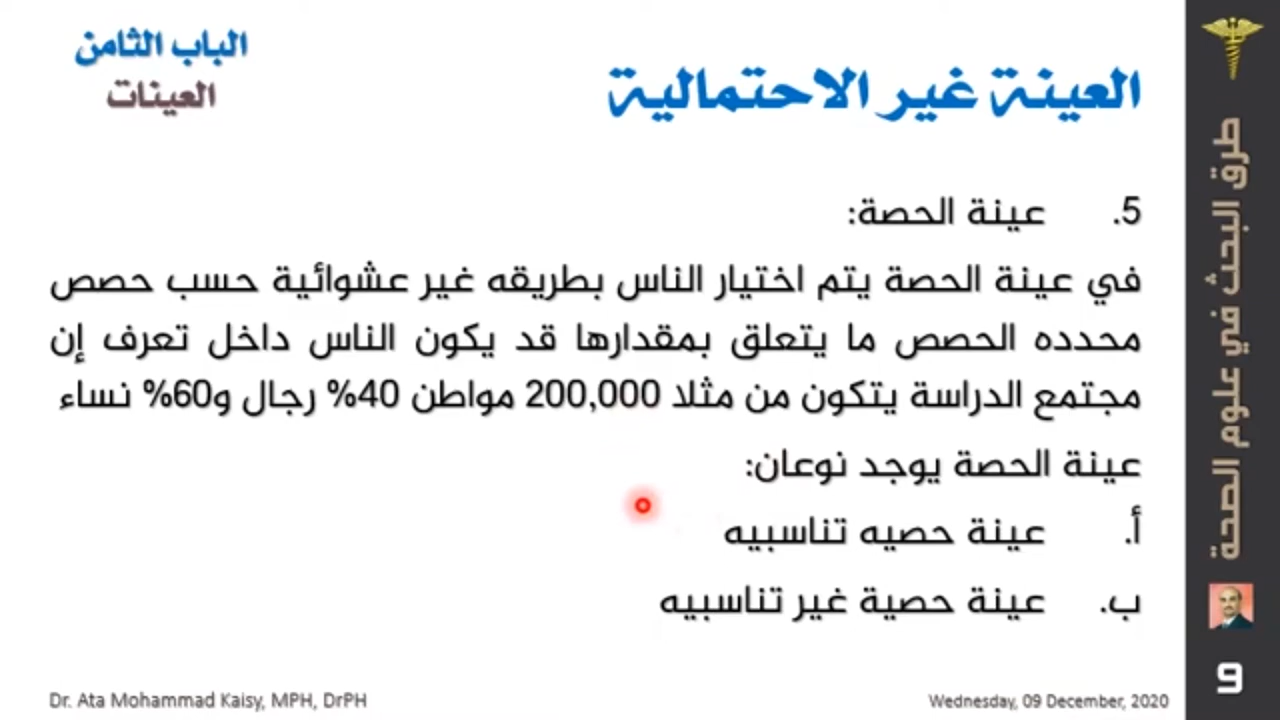 الباب الثامن
العينات
العينة غير الاحتمالية
5. عينة الحصة:
في عينة الحصة يتم اختيار الناس بطريقه غير عشوائية حسب حصص
محدده الحصص ما يتعلق بمقدارها قد يكون الناس داخل تعرف إن
مجتمع الدراسة يتكون من مثلا 200,000 مواطن 40% رجال و60% نساء
عينة الحصة يوجد نوعان:
أ. عينة حصيه تناسبيه
ب. عينة حصية غير تناسبيه
طرق البحث في علوم الصحة
9
Dr. Ata Mohammad Kaisy, MPH, DrPH
Wednesday, 09 December, 2020